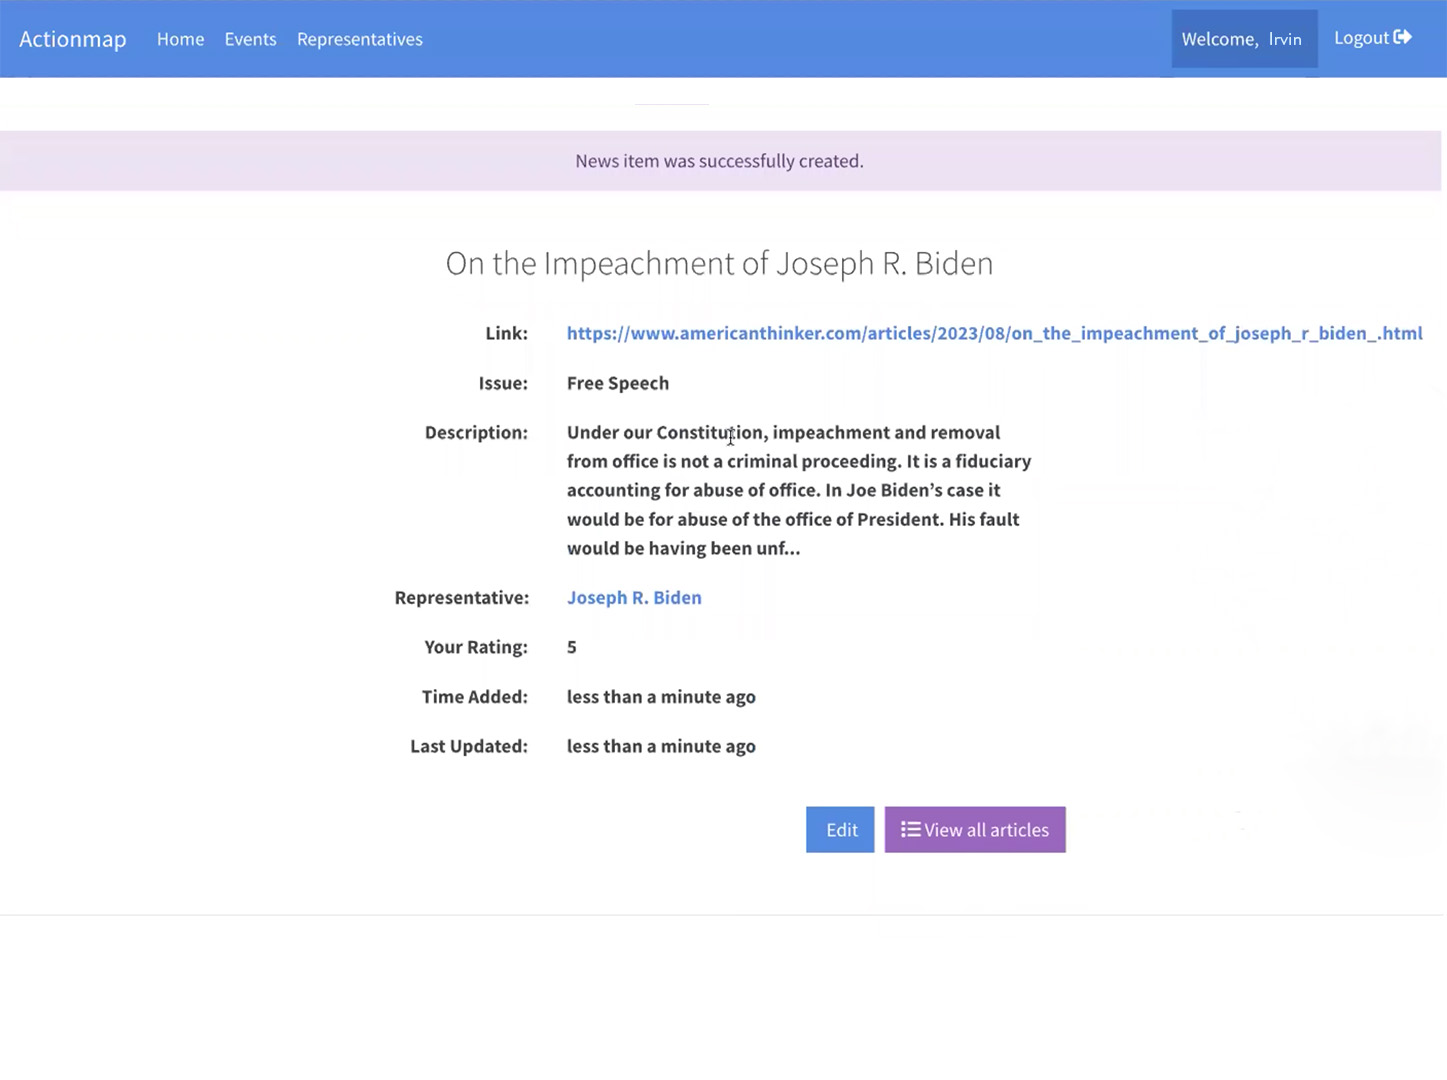 Actionmap Home Events Representatives Welcome, Irvin Logout
News item was successfully created.
On the Impeachment of Joseph R. Biden
Link: https://www.americanthinker.com/articles/2023/08/on_the_impeachment_of_joseph_r_biden_.html
Issue: Free Speech
Description: Under our Constitution, impeachment and removal
from office is not a criminal proceeding. It is a fiduciary
accounting for abuse of office. In Joe Biden’s case it
would be for abuse of the office of President. His fault
would be having been unf...
Representative: Joseph R. Biden
Your Rating: 5
Time Added: less than a minute ago
Last Updated: less than a minute ago
Edit View all articles